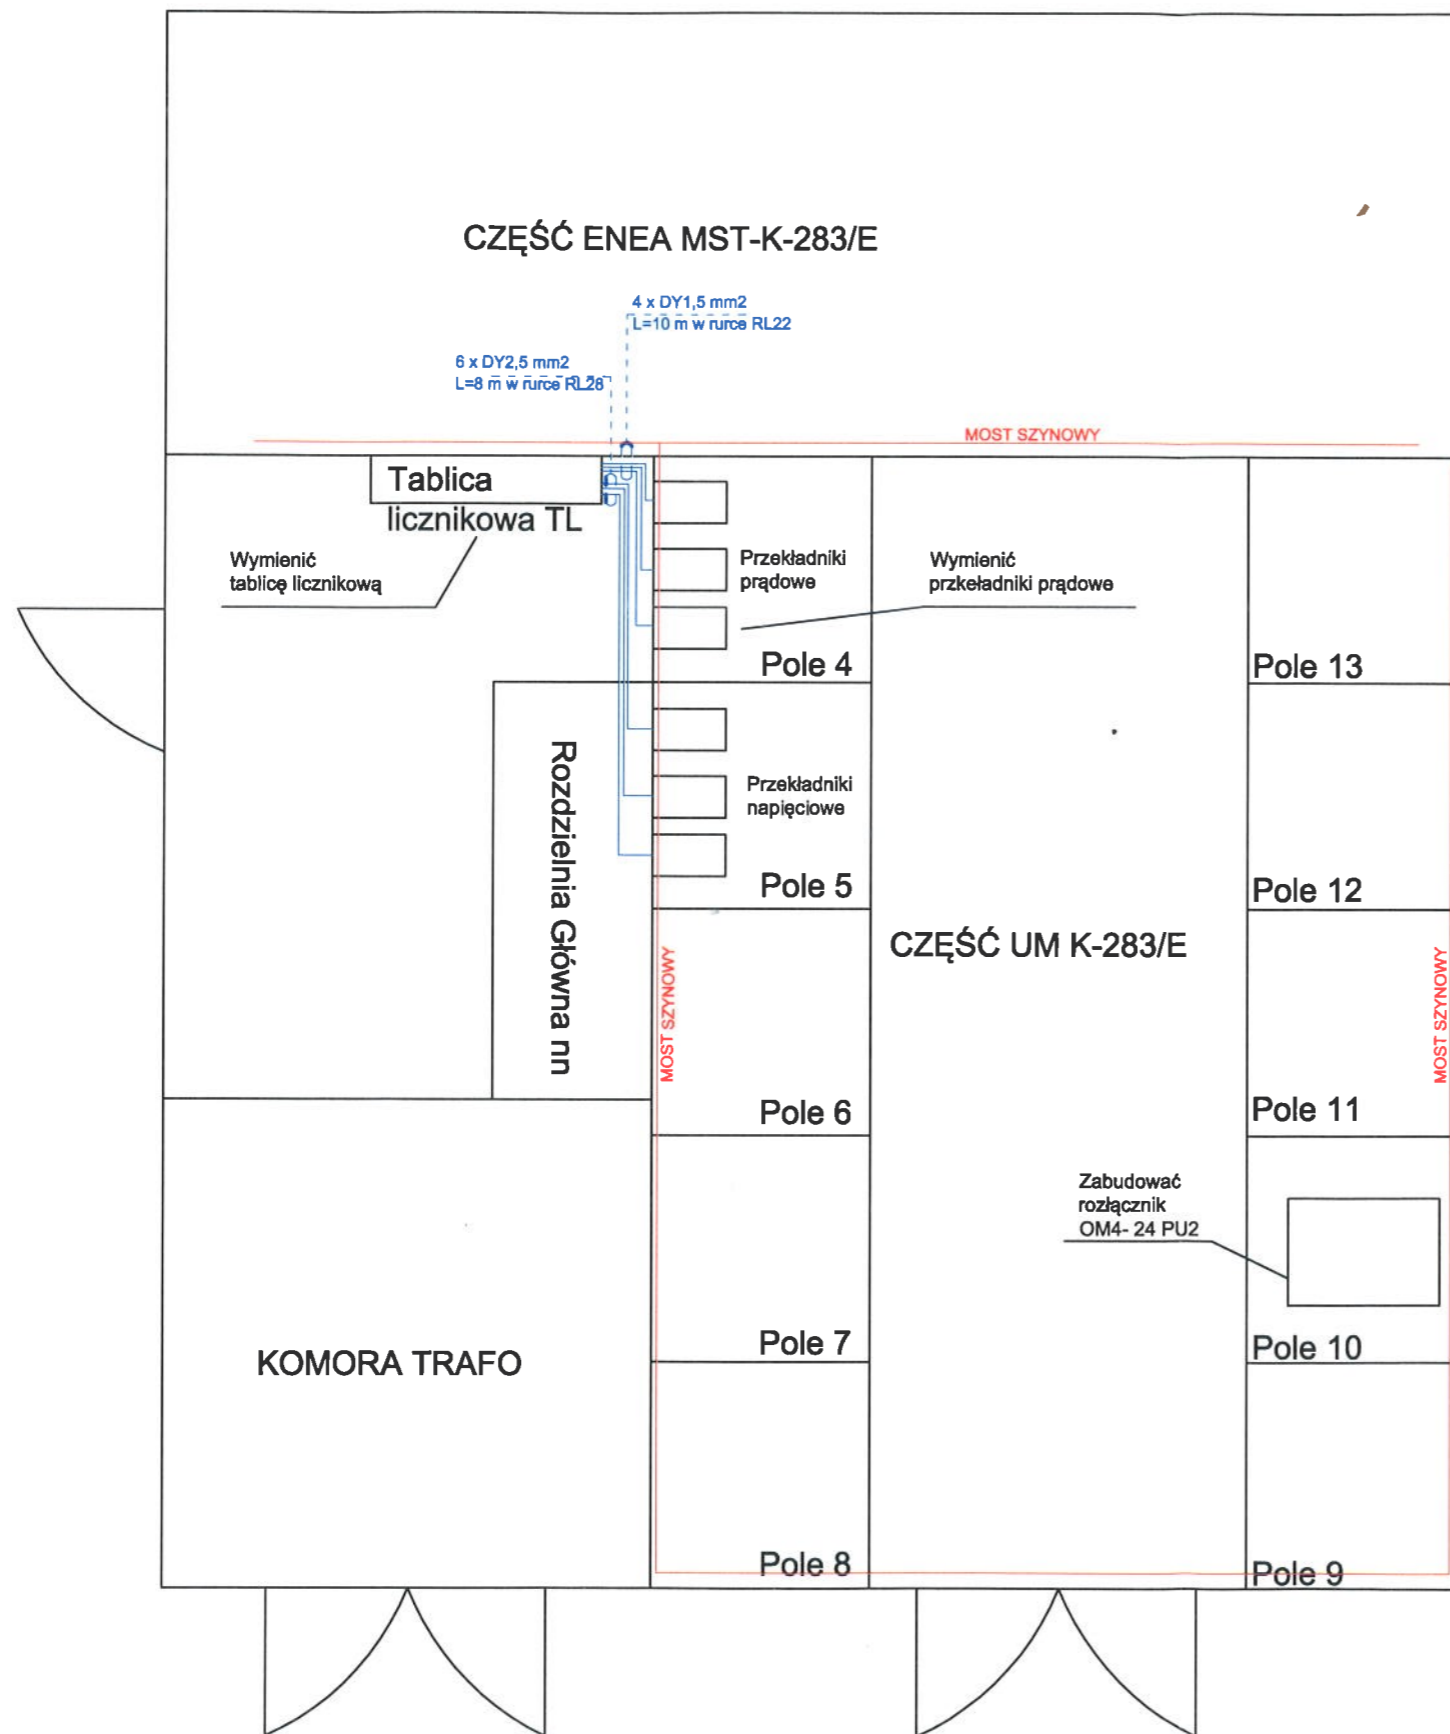 CZĘŚĆ ENEA MST-K-283/E
4 x DY1,5 mm2
L=10 m w rurce RL22
6 x DY2,5 mm2
L=8 m w rurce RL28
MOST SZYNOWY
Tablica
licznikowa TL
Wymienić
tablicę licznikową
Przekładniki
prądowe
Wymienić
przkeładniki prądowe
Pole 4
Pole 13
Rozdzielnia Główna nn
Przekładniki
napięciowe
Pole 5
Pole 12
CZĘŚĆ UM K-283/E
MOST SZYNOWY
MOST SZYNOWY
Pole 6
Pole 11
Zabudować
rozłącznik
OM4- 24 PU2
Pole 7
Pole 10
KOMORA TRAFO
Pole 8
Pole 9